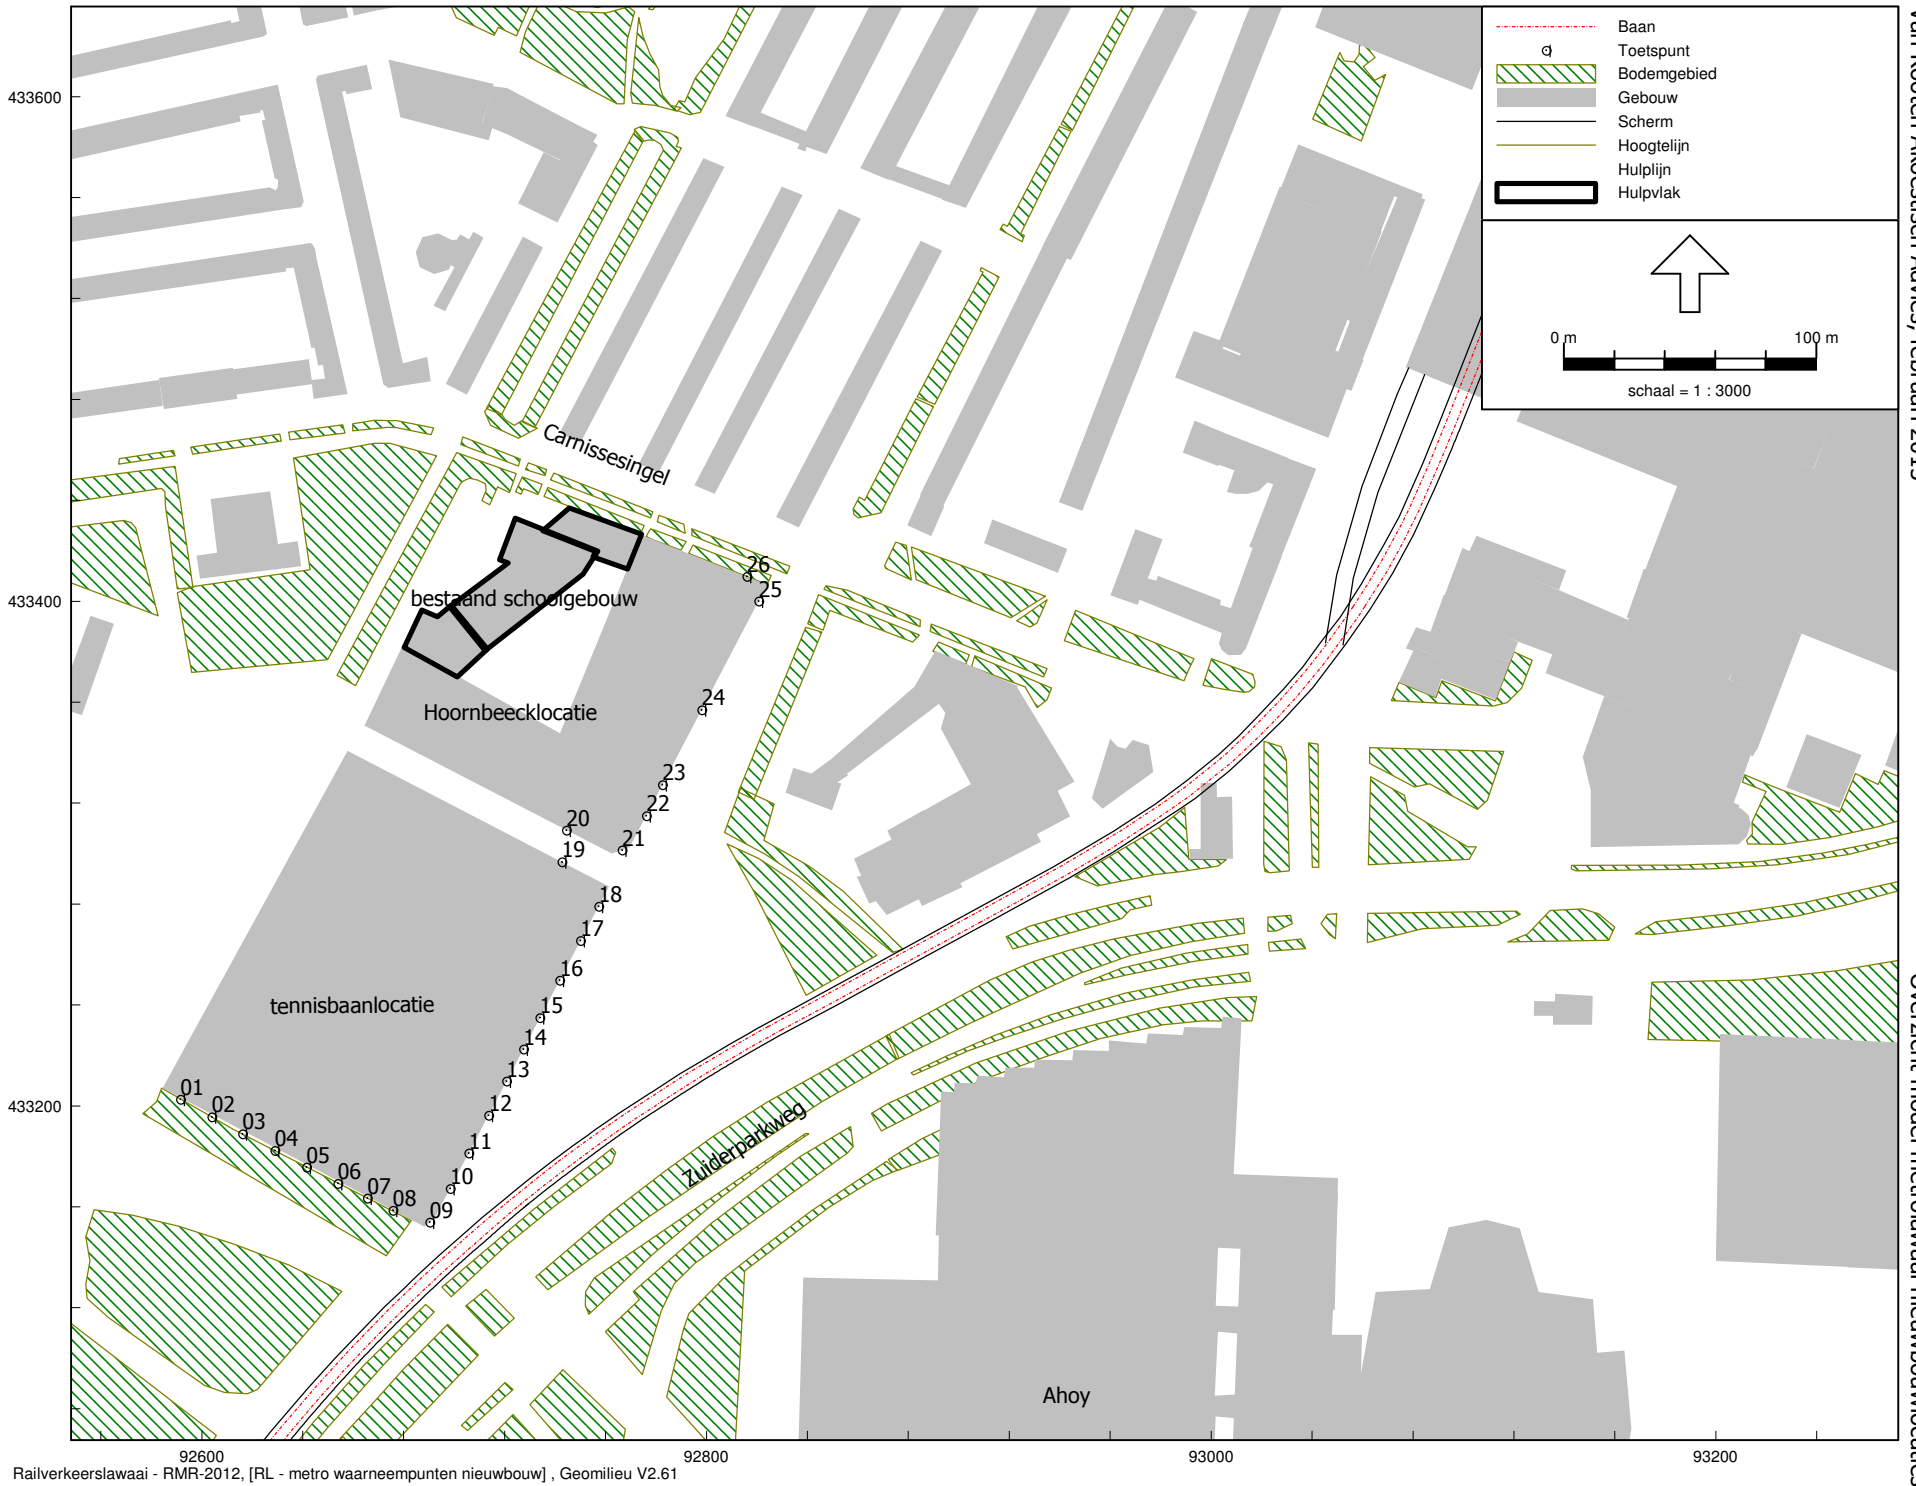 Baan
Toetspunt
Bodemgebied
Gebouw
Scherm
Hoogtelijn
Hulplijn
Hulpvlak
0 m
100 m
schaal = 1 : 3000
433600
433400
433200
92600
92800
93000
93200
Carnissesingel
bestaand schoolgebouw
Hoornbeecklocatie
tennisbaanlocatie
Zuiderparkweg
Ahoy
26
25
24
23
22
21
20
19
18
17
16
15
14
13
12
11
10
09
08
07
06
05
04
03
02
01
Railverkeerslawaai - RMR-2012, [RL - metro waarneempunten nieuwbouw] , Geomilieu V2.61